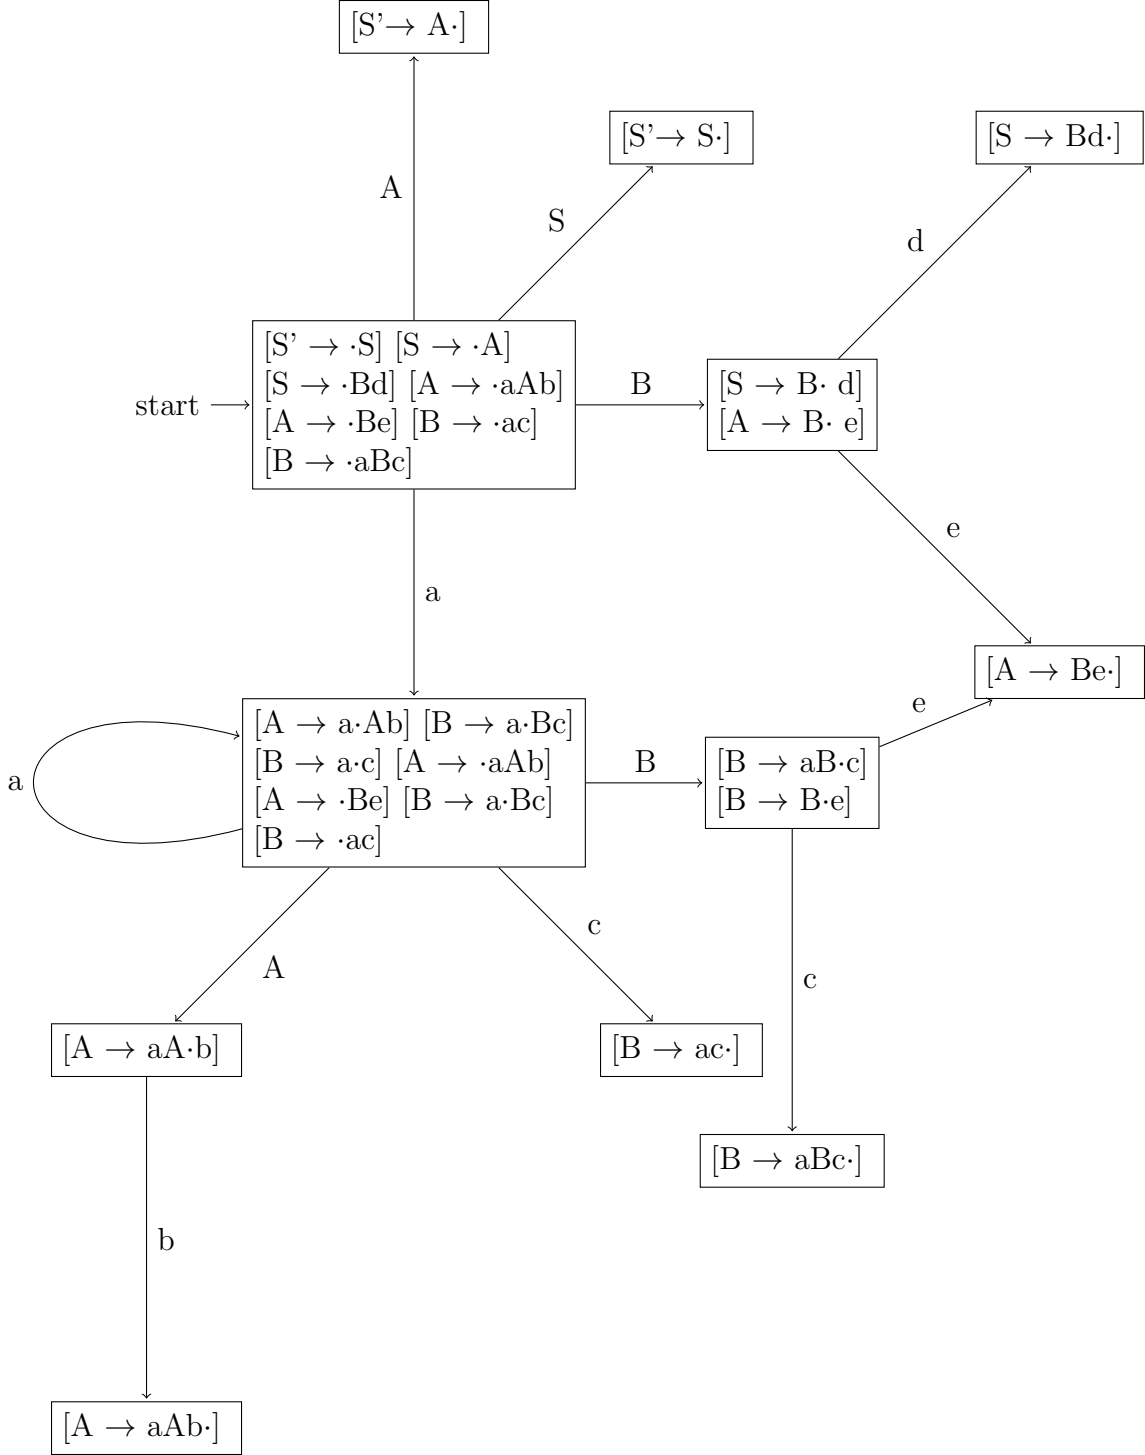 [S'→ A·]
[S'→ S·]
[S → Bd·]
A
S
d
start
[S' → ·S] [S → ·A]
[S → ·Bd] [A → ·aAb]
[A → ·Be] [B → ·ac]
[B → ·aBc]
B
[S → B· d]
[A → B· e]
e
a
[A → Be·]
a
[A → a·Ab] [B → a·Bc]
[B → a·c] [A → ·aAb]
[A → ·Be] [B → a·Bc]
[B → ·ac]
B
[B → aB·c]
[B → B·e]
e
A
c
c
[A → aA·b]
[B → ac·]
[B → aBc·]
b
[A → aAb·]